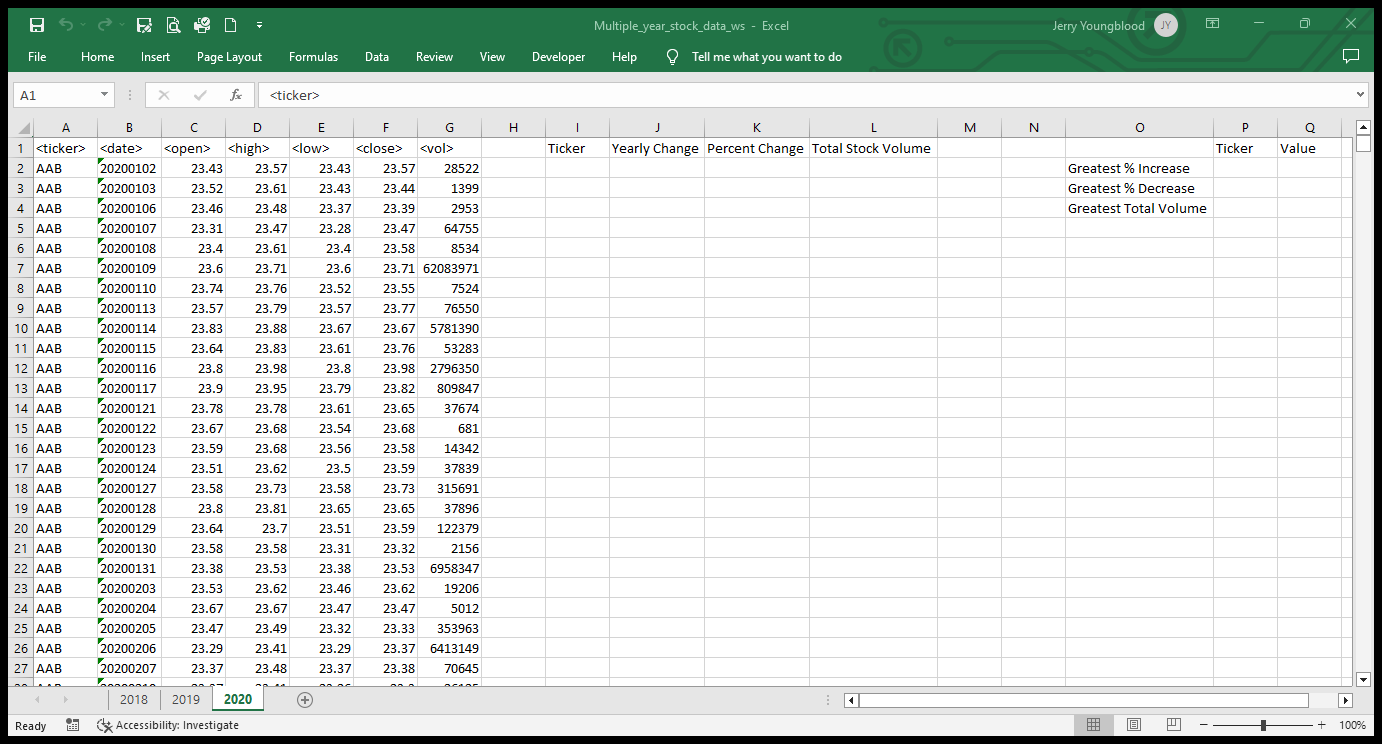 Multiple_year_stock_data_ws - Excel
Jerry Youngblood JY
File Home Insert Page Layout Formulas Data Review View Developer Help Tell me what you want to do
A1 fx <ticker>
A B C D E F G H I J K L M N O P Q
1 <ticker> <date> <open> <high> <low> <close> <vol> Ticker Yearly Change Percent Change Total Stock Volume Ticker Value
2 AAB 20200102 23.43 23.57 23.43 23.57 28522 Greatest % Increase
3 AAB 20200103 23.52 23.61 23.43 23.44 1399 Greatest % Decrease
4 AAB 20200106 23.46 23.48 23.37 23.39 2953 Greatest Total Volume
5 AAB 20200107 23.31 23.47 23.28 23.47 64755
6 AAB 20200108 23.4 23.61 23.4 23.58 8534
7 AAB 20200109 23.6 23.71 23.6 23.71 62083971
8 AAB 20200110 23.74 23.76 23.52 23.55 7524
9 AAB 20200113 23.57 23.79 23.57 23.77 76550
10 AAB 20200114 23.83 23.88 23.67 23.67 5781390
11 AAB 20200115 23.64 23.83 23.61 23.76 53283
12 AAB 20200116 23.8 23.98 23.8 23.98 2796350
13 AAB 20200117 23.9 23.95 23.79 23.82 809847
14 AAB 20200121 23.78 23.78 23.61 23.65 37674
15 AAB 20200122 23.67 23.68 23.54 23.68 681
16 AAB 20200123 23.59 23.68 23.56 23.58 14342
17 AAB 20200124 23.51 23.62 23.5 23.59 37839
18 AAB 20200127 23.58 23.73 23.58 23.73 315691
19 AAB 20200128 23.8 23.81 23.65 23.65 37896
20 AAB 20200129 23.64 23.7 23.51 23.59 122379
21 AAB 20200130 23.58 23.58 23.31 23.32 2156
22 AAB 20200131 23.38 23.53 23.38 23.53 6958347
23 AAB 20200203 23.53 23.62 23.46 23.62 19206
24 AAB 20200204 23.67 23.67 23.47 23.47 5012
25 AAB 20200205 23.47 23.49 23.32 23.33 353963
26 AAB 20200206 23.29 23.41 23.29 23.37 6413149
27 AAB 20200207 23.37 23.48 23.37 23.38 70645
2018 2019 2020
Ready Accessibility: Investigate 100%